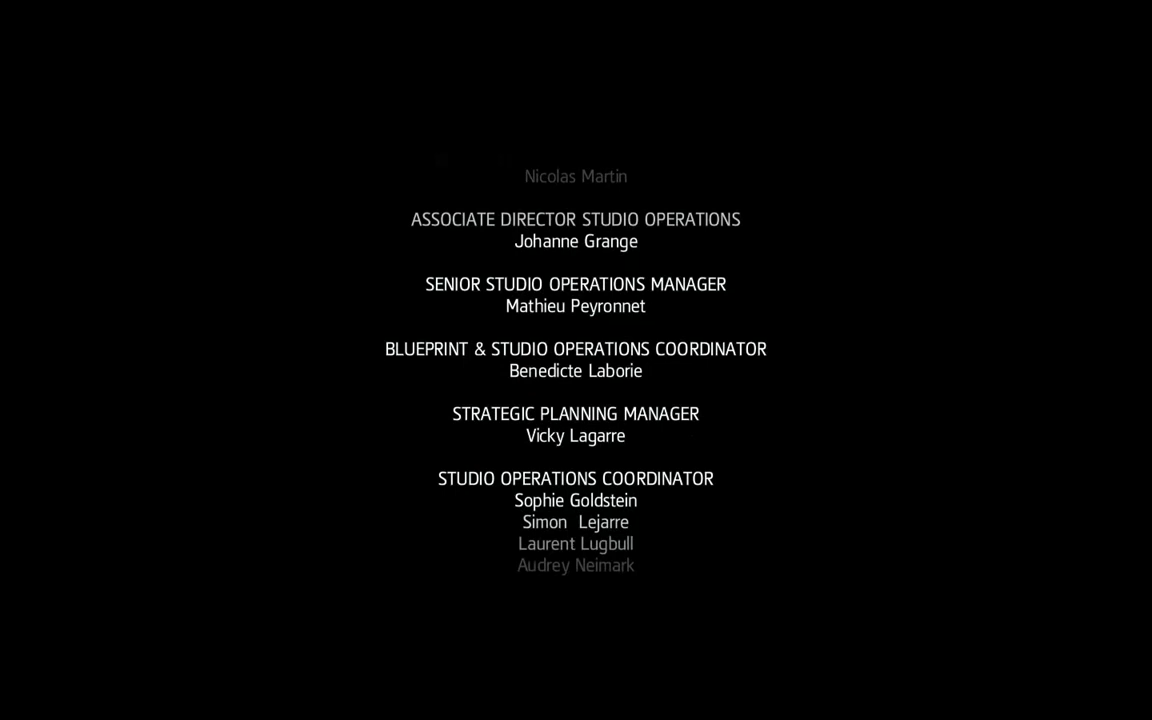 Nicolas Martin
ASSOCIATE DIRECTOR STUDIO OPERATIONS
Johanne Grange
SENIOR STUDIO OPERATIONS MANAGER
Mathieu Peyronnet
BLUEPRINT & STUDIO OPERATIONS COORDINATOR
Benedicte Laborie
STRATEGIC PLANNING MANAGER
Vicky Lagarre
STUDIO OPERATIONS COORDINATOR
Sophie Goldstein
Simon  Lejarre
Laurent Lugbull
Audrey Neimark